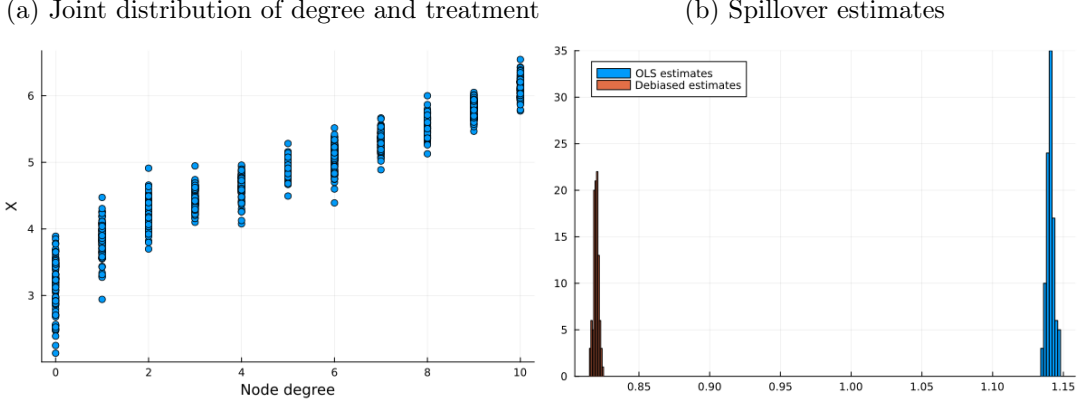 (a) Joint distribution of degree and treatment
(b) Spillover estimates
X
6
5
4
3
0 2 4 6 8 10
Node degree
35
30
25
20
15
10
5
0
OLS estimates
Debiased estimates
0.85 0.90 0.95 1.00 1.05 1.10 1.15